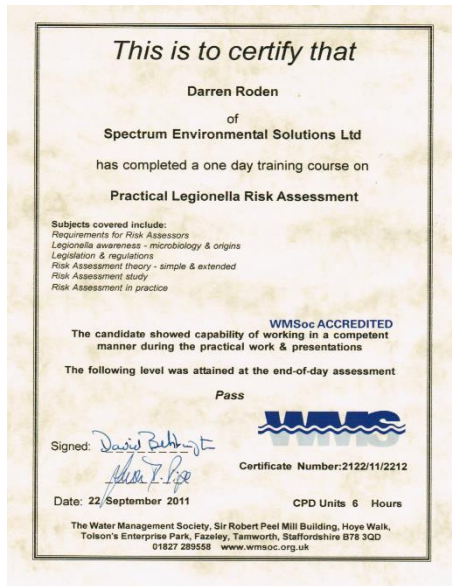 This is to certify that
Darren Roden
of
Spectrum Environmental Solutions Ltd
has completed a one day training course on
Practical Legionella Risk Assessment
Subjects covered include:
Requirements for Risk Assessors
Legionella awareness - microbiology & origins
Legislation & regulations
Risk Assessment theory - simple & extended
Risk Assessment study
Risk Assessment in practice
WMSoc ACCREDITED
The candidate showed capability of working in a competent
manner during the practical work & presentations
The following level was attained at the end-of-day assessment
Pass
WMS
Signed: David
Certificate Number:2122/11/2212
Date: 22 September 2011
CPD Units 6 Hours
The Water Management Society, Sir Robert Peel Mill Building, Hoye Walk,
Tolson's Enterprise Park, Fazeley, Tamworth, Staffordshire B78 3QD
01827 289558 www.wmsoc.org.uk